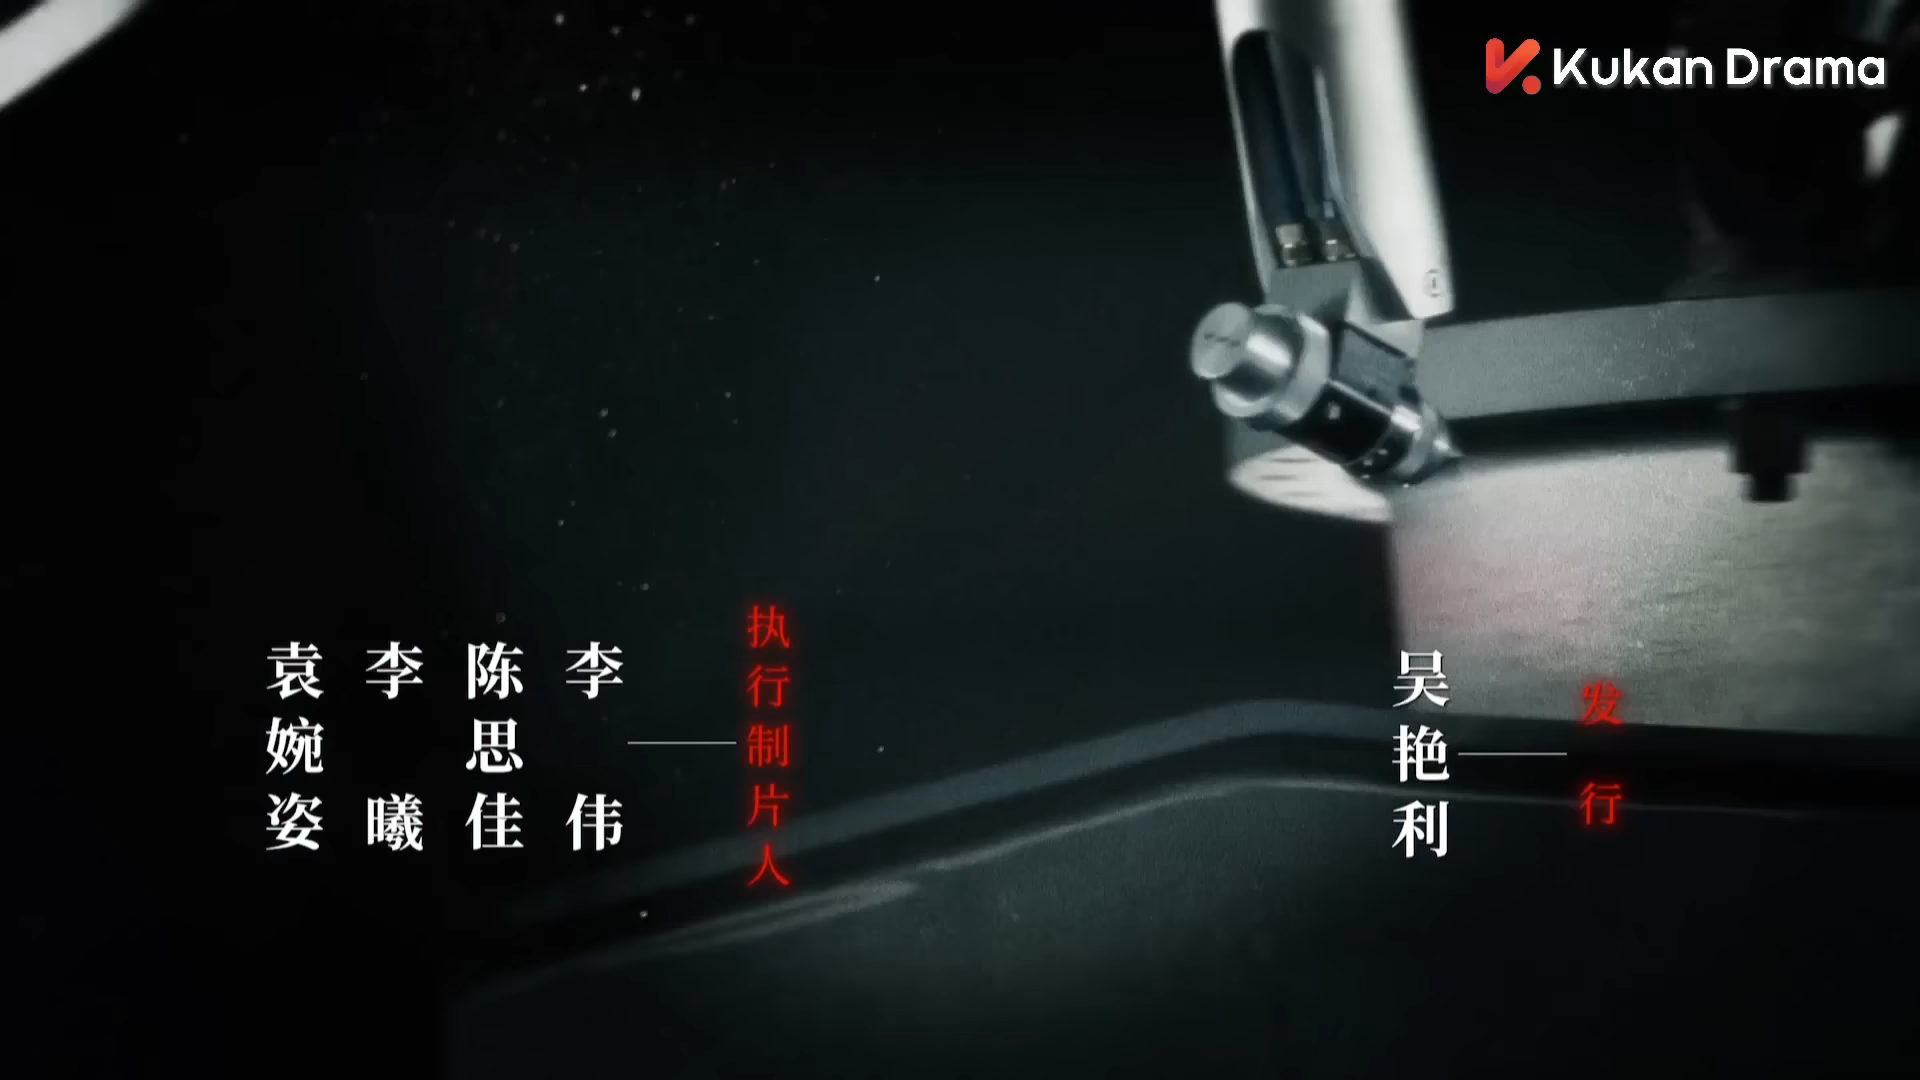 Kukan Drama
发行
吴艳利
执行制片人
李伟
陈思佳
李曦
袁婉姿